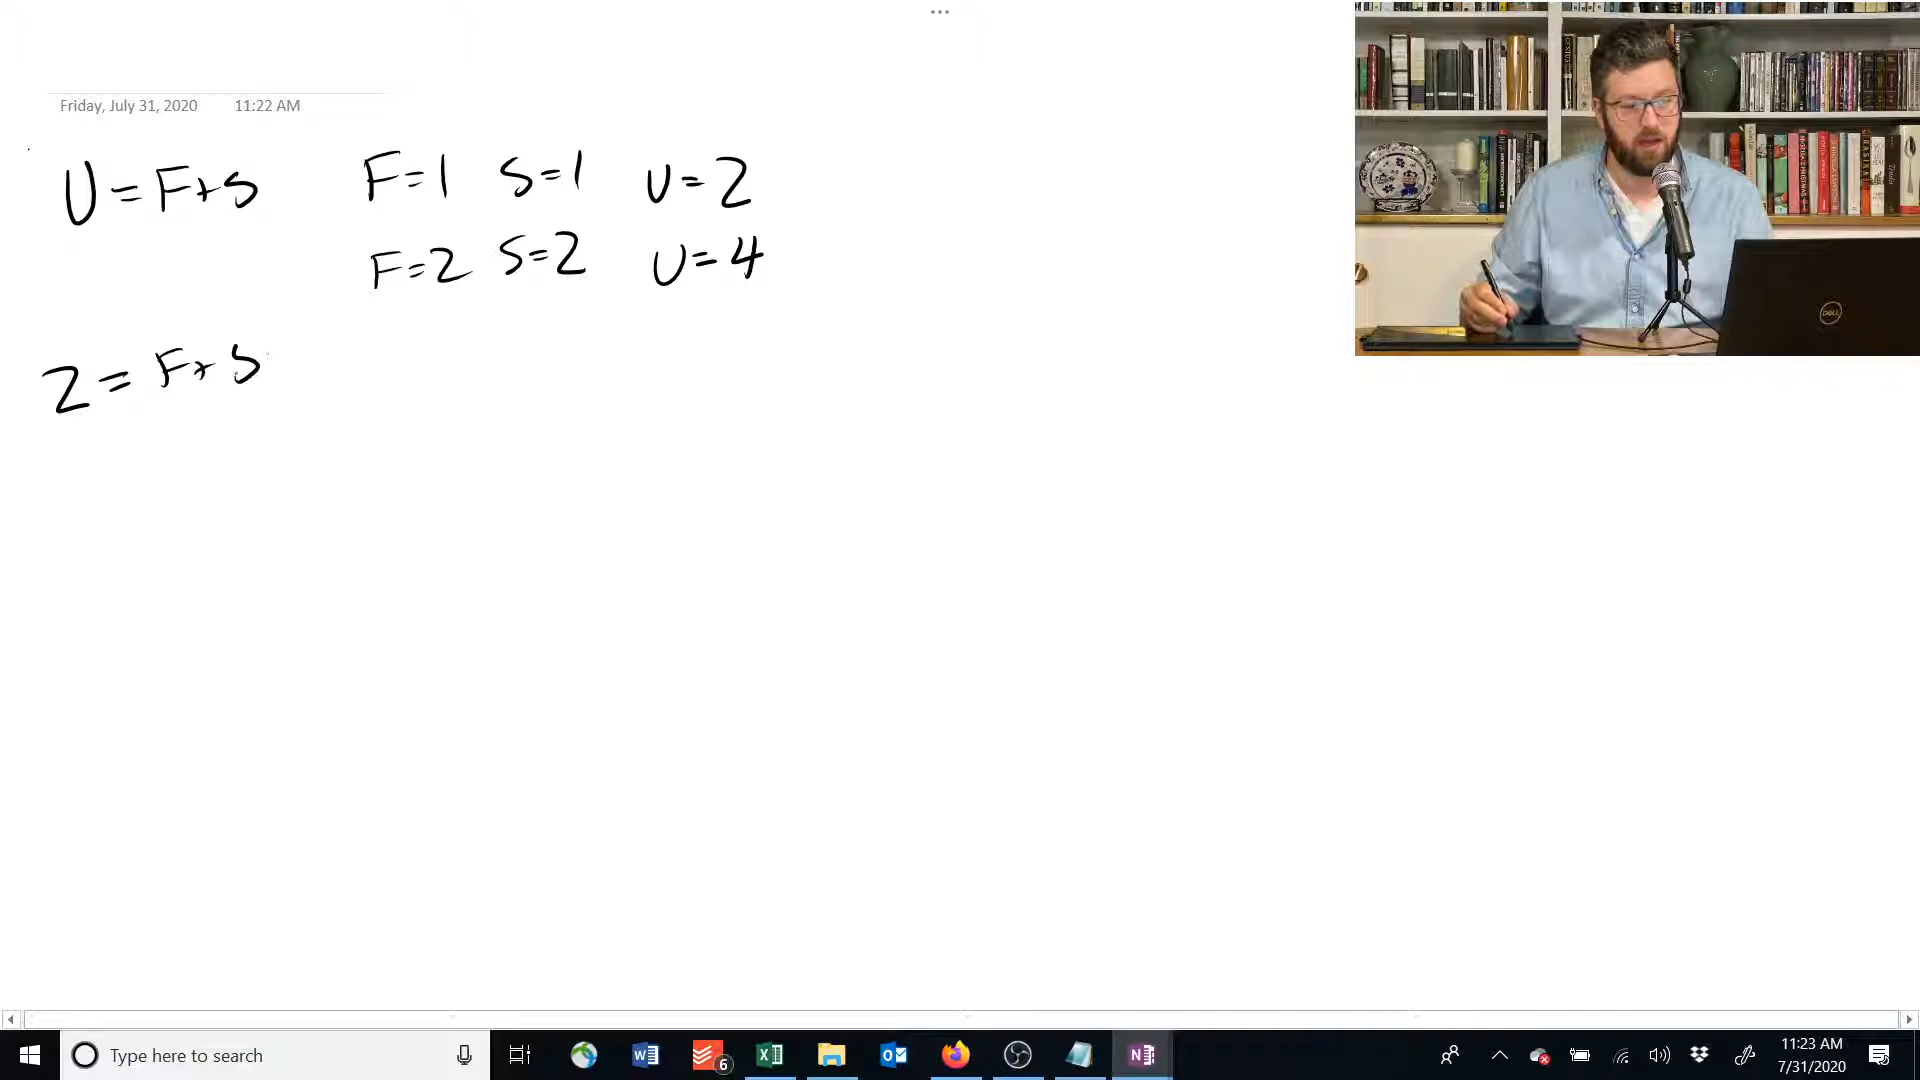 Friday, July 31, 2020 11:22 AM
U = F+S F=1 S=1 U=2
F=2 S=2 U=4
2 = F+S
DELL
6
Type here to search
11:23 AM
7/31/2020